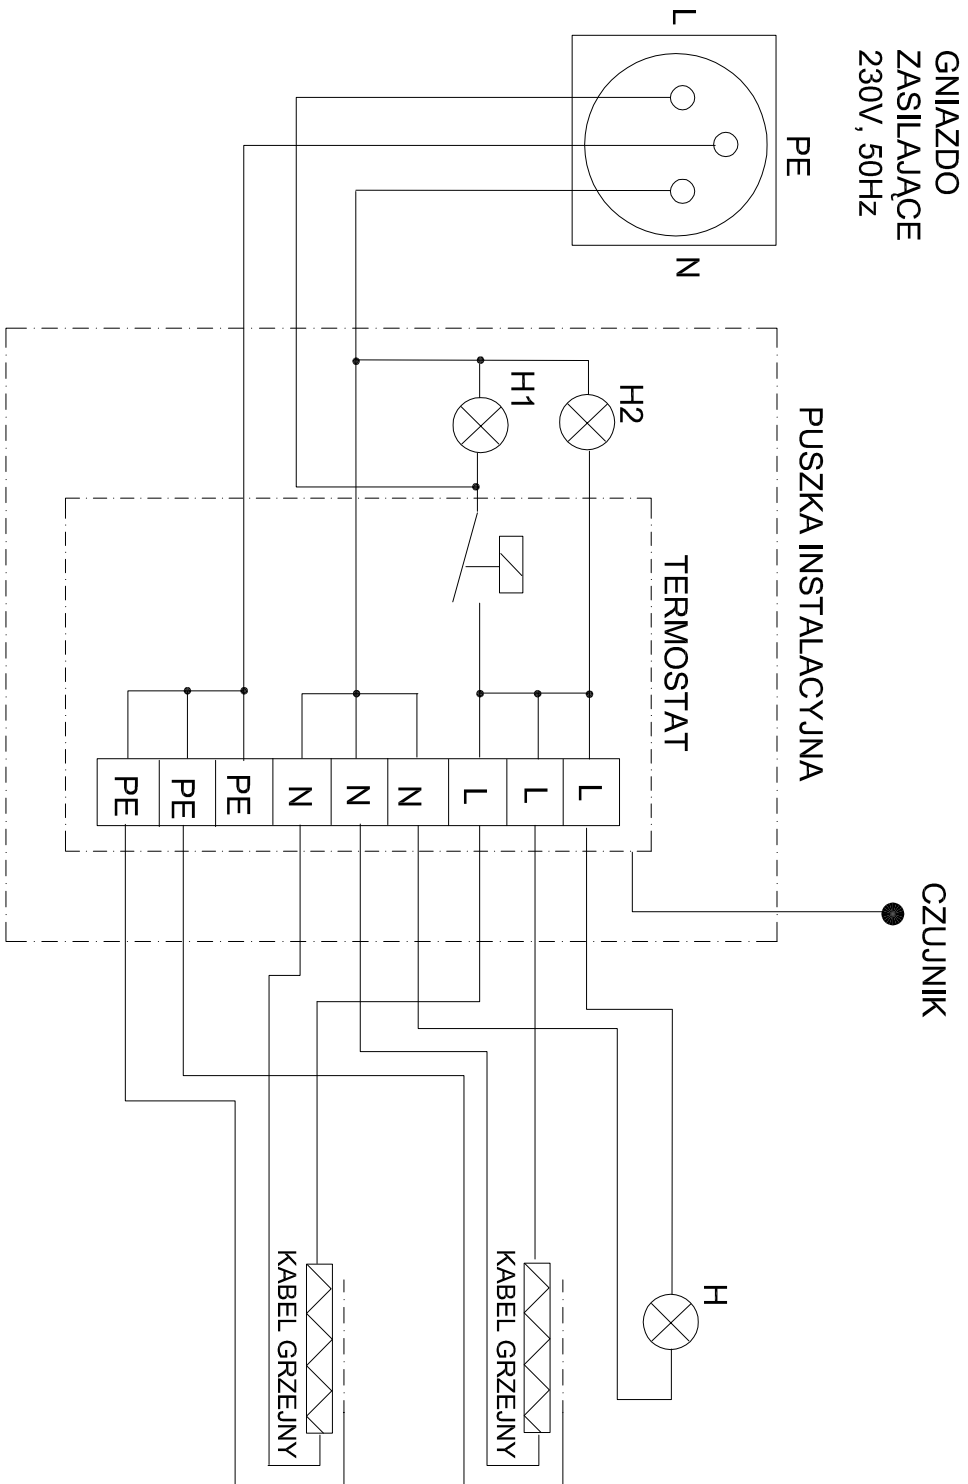 GNIAZDO
ZASILAJĄCE
230V, 50Hz
L
PE
N
PUSZKA INSTALACYJNA
H2
H1
TERMOSTAT
L
L
L
N
N
N
PE
PE
PE
CZUJNIK
H
KABEL GRZEJNY
KABEL GRZEJNY